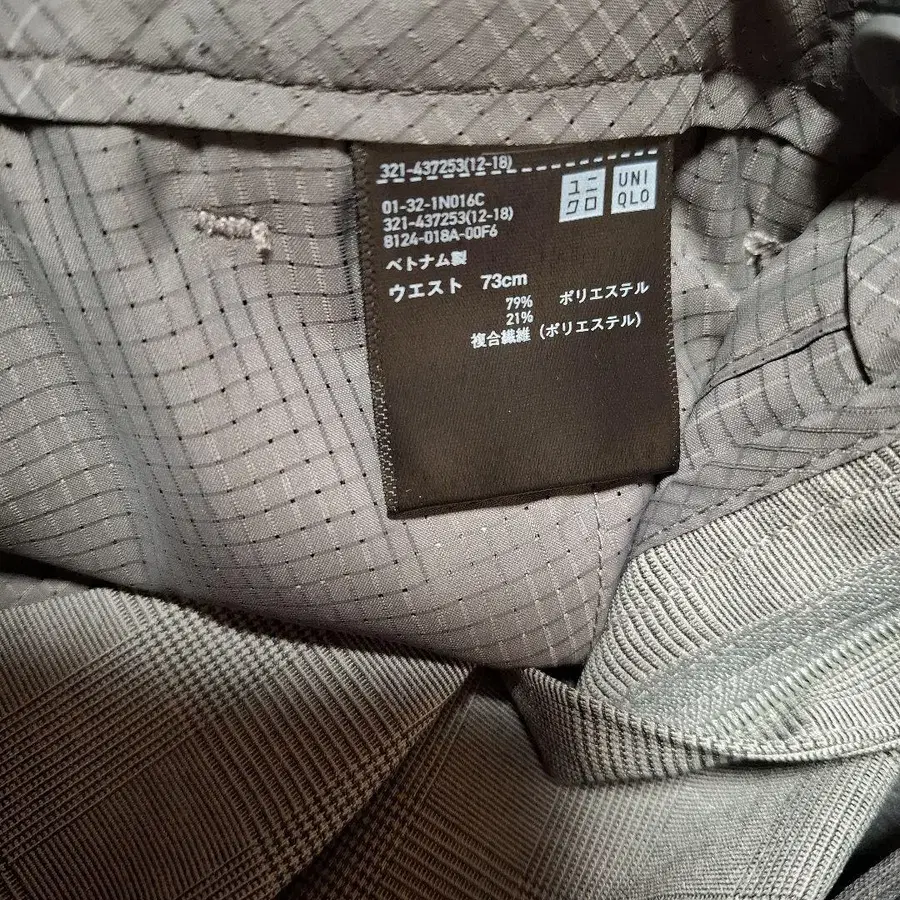 321-437253(12-18)
ユニ
クロ
UNI
QLO
01-32-1N016C
321-437253(12-18)
8124-018A-00F6
ベトナム製
ウエスト 73cm
79% ポリエステル
21%
複合繊維(ポリエステル)